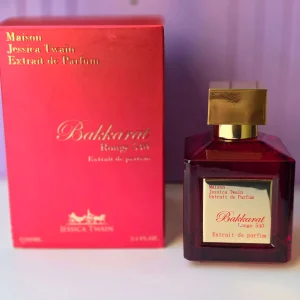 Maison
Jessica Twain
Extrait de Parfum
Bakkarat
Rouge 540
Extrait de parfum
JESSICA TWAIN
Maison
Jessica Twain
Extrait de Parfum
Bakkarat
Rouge 540
Extrait de parfum